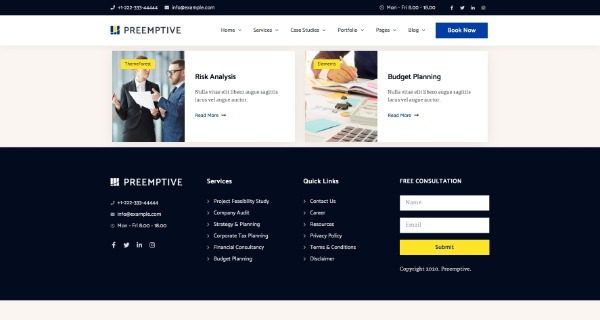 +1-222-333-44444 info@example.com Mon - Fri 8.00 - 18.00
PREEMPTIVE Home Services Case Studies Portfolio Pages Blog Book Now
ThemeForest
Risk Analysis
Nulla vitae elit libero augue sagittis
lacus vel augue auctor.
Read More
Elements
Budget Planning
Nulla vitae elit libero augue sagittis
lacus vel augue auctor.
Read More
PREEMPTIVE
+1-222-333-44444
info@example.com
Mon - Fri 8.00 - 18.00
Services
Project Feasibility Study
Company Audit
Strategy & Planning
Corporate Tax Planning
Financial Consultancy
Budget Planning
Quick Links
Contact Us
Career
Resources
Privacy Policy
Terms & Conditions
Disclaimer
FREE CONSULTATION
Name
Email
Submit
Copyright 2020. Preemptive.